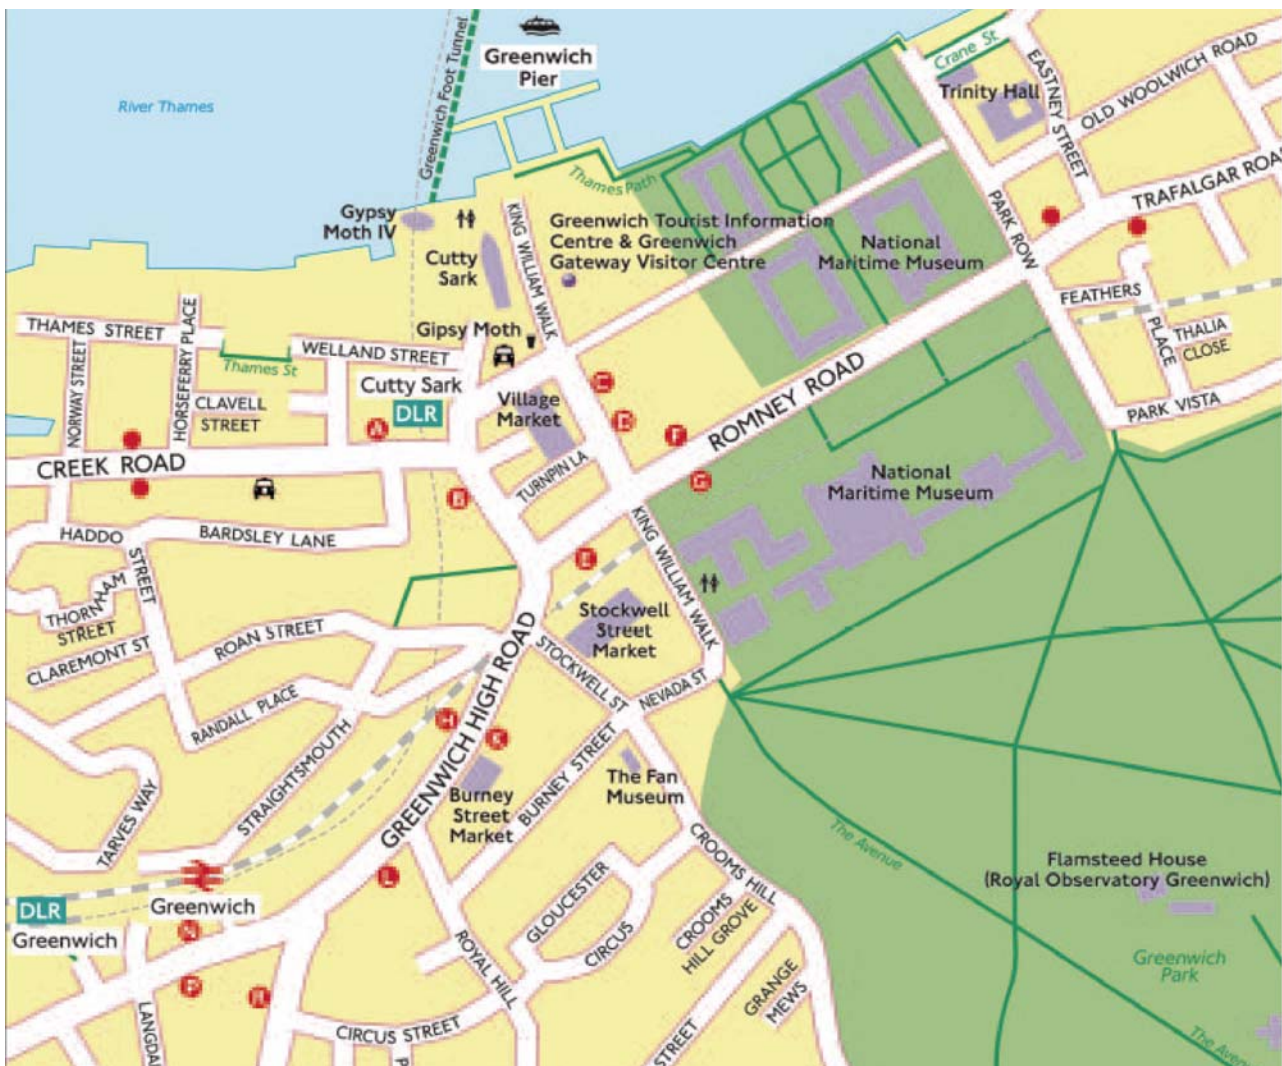 Greenwich
Pier
River Thames
Greenwich Foot Tunnel
Crane St
EASTNEY STREET
OLD WOOLWICH ROAD
Trinity Hall
Thames Path
TRAFALGAR ROA
PARK ROW
Gypsy
Moth IV
KING WILLIAM WALK
Greenwich Tourist Information
Centre & Greenwich
Gateway Visitor Centre
National
Maritime Museum
Cutty
Sark
FEATHERS
PLACE
THALIA
CLOSE
THAMES STREET
HORSEFERRY PLACE
NORWAY STREET
Thames St
WELLAND STREET
Gipsy Moth
Cutty Sark
DLR
CLAVELL
STREET
Village
Market
C
D
F
G
A
B
ROMNEY ROAD
PARK VISTA
CREEK ROAD
TURNPIN LA
National
Maritime Museum
HADDO
STREET
BARDSLEY LANE
E
KING WILLIAM WALK
THORNHAM
STREET
CLAREMONT ST
ROAN STREET
Stockwell
Street
Market
STOCKWELL ST
NEVADA ST
RANDALL PLACE
STRAIGHTSMOUTH
TARVES WAY
GREENWICH HIGH ROAD
H
K
BURNEY STREET
The Fan
Museum
Burney
Street
Market
The Avenue
CROOMS HILL
L
GLOUCESTER
CIRCUS
CROOMS
HILL GROVE
Flamsteed House
(Royal Observatory Greenwich)
DLR
Greenwich
Greenwich
N
P
ROYAL HILL
Greenwich
Park
GRANGE
MEWS
LANGDA
CIRCUS STREET
P
STREET
The Avenue